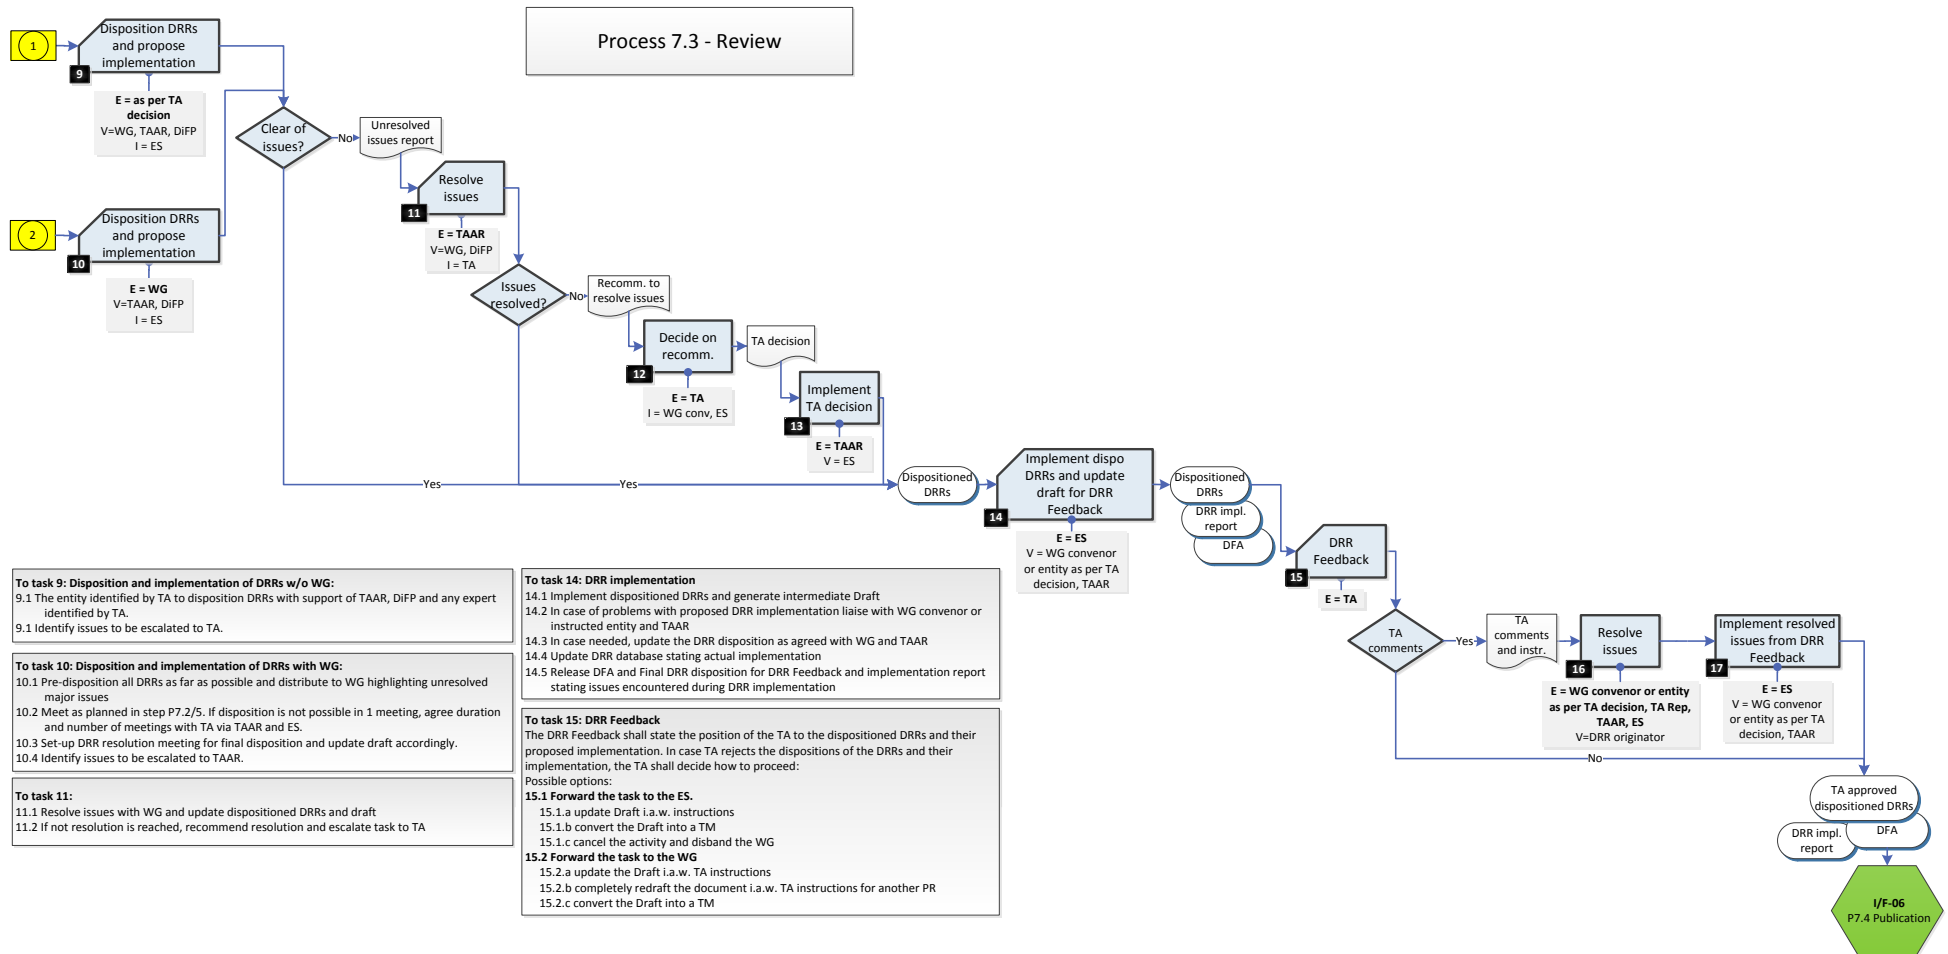 Process 7.3 - Review
1
Disposition DRRs
and propose
implementation
9
E = as per TA
decision
V=WG, TAAR, DiFP
I = ES
2
Disposition DRRs
and propose
implementation
10
E = WG
V=TAAR, DiFP
I = ES
Clear of
issues?
No
Unresolved
issues report
Resolve
issues
11
E = TAAR
V=WG, DiFP
I = TA
Issues
resolved?
No
Recomm. to
resolve issues
Decide on
recomm.
12
E = TA
I = WG conv, ES
TA decision
Implement
TA decision
13
E = TAAR
V = ES
Yes
Yes
Dispositioned
DRRs
Implement dispo
DRRs and update
draft for DRR
Feedback
14
E = ES
V = WG convenor
or entity as per TA
decision, TAAR
Dispositioned
DRRs
DRR impl.
report
DFA
DRR
Feedback
15
E = TA
TA
comments
Yes
TA
comments
and instr.
Resolve
issues
16
E = WG convenor or entity
as per TA decision, TA Rep,
TAAR, ES
V=DRR originator
Implement resolved
issues from DRR
Feedback
17
E = ES
V = WG convenor
or entity as per TA
decision, TAAR
No
TA approved
dispositioned DRRs
DRR impl.
report
DFA
I/F-06
P7.4 Publication
To task 9: Disposition and implementation of DRRs w/o WG:
9.1 The entity identified by TA to disposition DRRs with support of TAAR, DiFP and any expert
identified by TA.
9.1 Identify issues to be escalated to TA.
To task 10: Disposition and implementation of DRRs with WG:
10.1 Pre-disposition all DRRs as far as possible and distribute to WG highlighting unresolved
major issues
10.2 Meet as planned in step P7.2/5. If disposition is not possible in 1 meeting, agree duration
and number of meetings with TA via TAAR and ES.
10.3 Set-up DRR resolution meeting for final disposition and update draft accordingly.
10.4 Identify issues to be escalated to TAAR.
To task 11:
11.1 Resolve issues with WG and update dispositioned DRRs and draft
11.2 If not resolution is reached, recommend resolution and escalate task to TA
To task 14: DRR implementation
14.1 Implement dispositioned DRRs and generate intermediate Draft
14.2 In case of problems with proposed DRR implementation liaise with WG convenor or
instructed entity and TAAR
14.3 In case needed, update the DRR disposition as agreed with WG and TAAR
14.4 Update DRR database stating actual implementation
14.5 Release DFA and Final DRR disposition for DRR Feedback and implementation report
stating issues encountered during DRR implementation
To task 15: DRR Feedback
The DRR Feedback shall state the position of the TA to the dispositioned DRRs and their
proposed implementation. In case TA rejects the dispositions of the DRRs and their
implementation, the TA shall decide how to proceed:
Possible options:
15.1 Forward the task to the ES.
15.1.a update Draft i.a.w. instructions
15.1.b convert the Draft into a TM
15.1.c cancel the activity and disband the WG
15.2 Forward the task to the WG
15.2.a update the Draft i.a.w. TA instructions
15.2.b completely redraft the document i.a.w. TA instructions for another PR
15.2.c convert the Draft into a TM